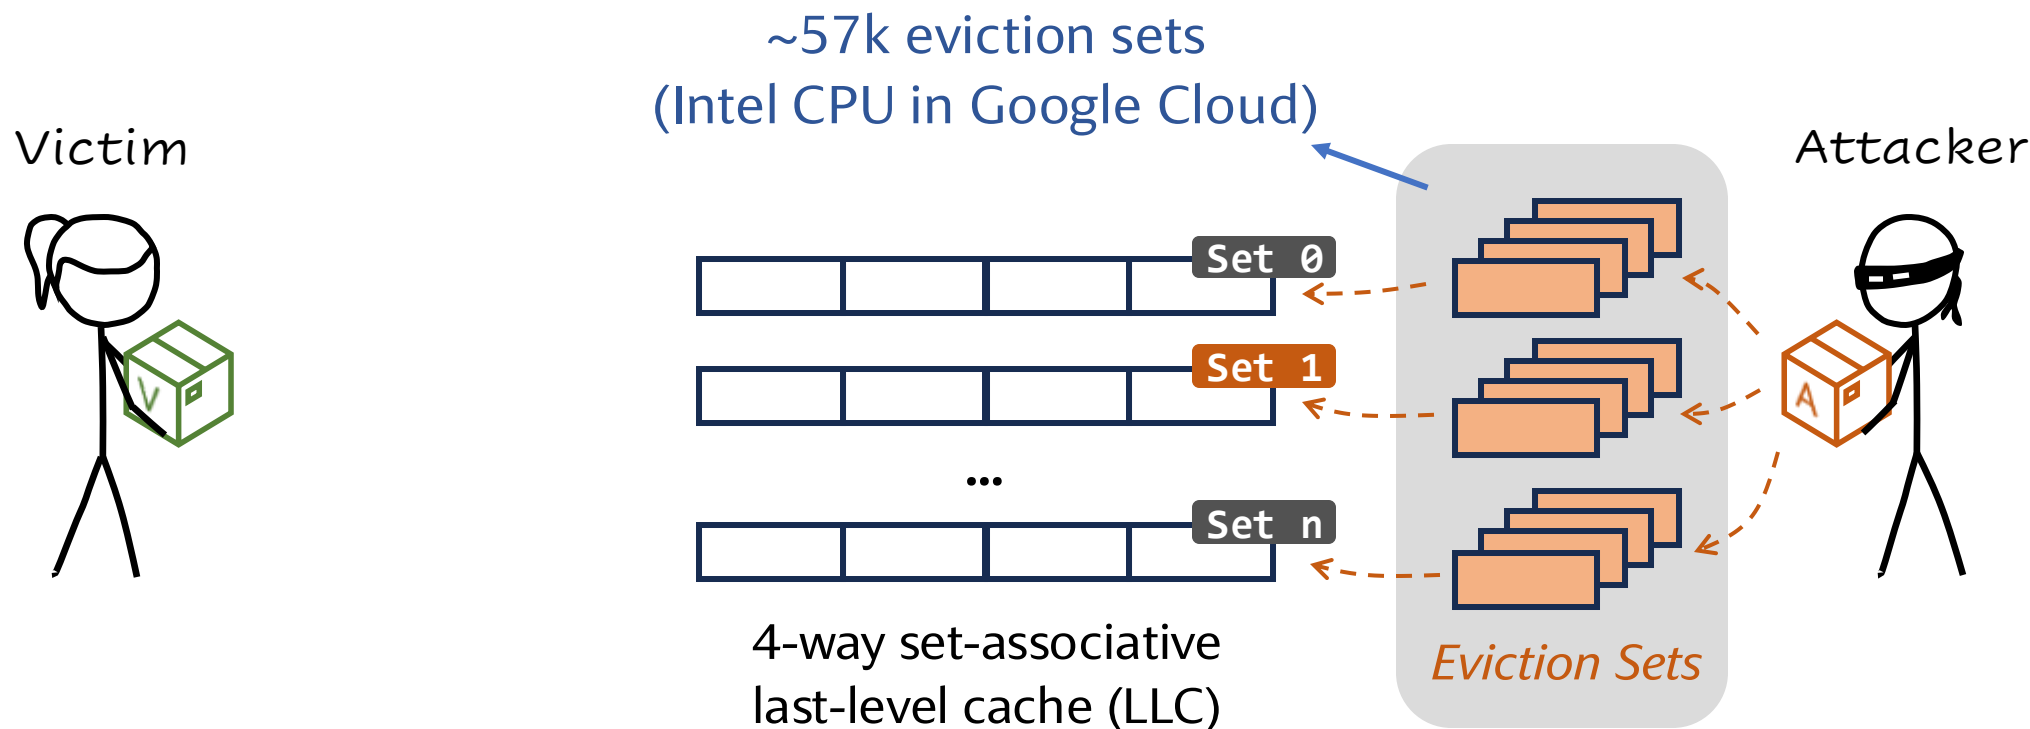 ~57k eviction sets
(Intel CPU in Google Cloud)
Victim
Attacker
Set 0
Set 1
...
Set n
V
A
4-way set-associative
last-level cache (LLC)
Eviction Sets